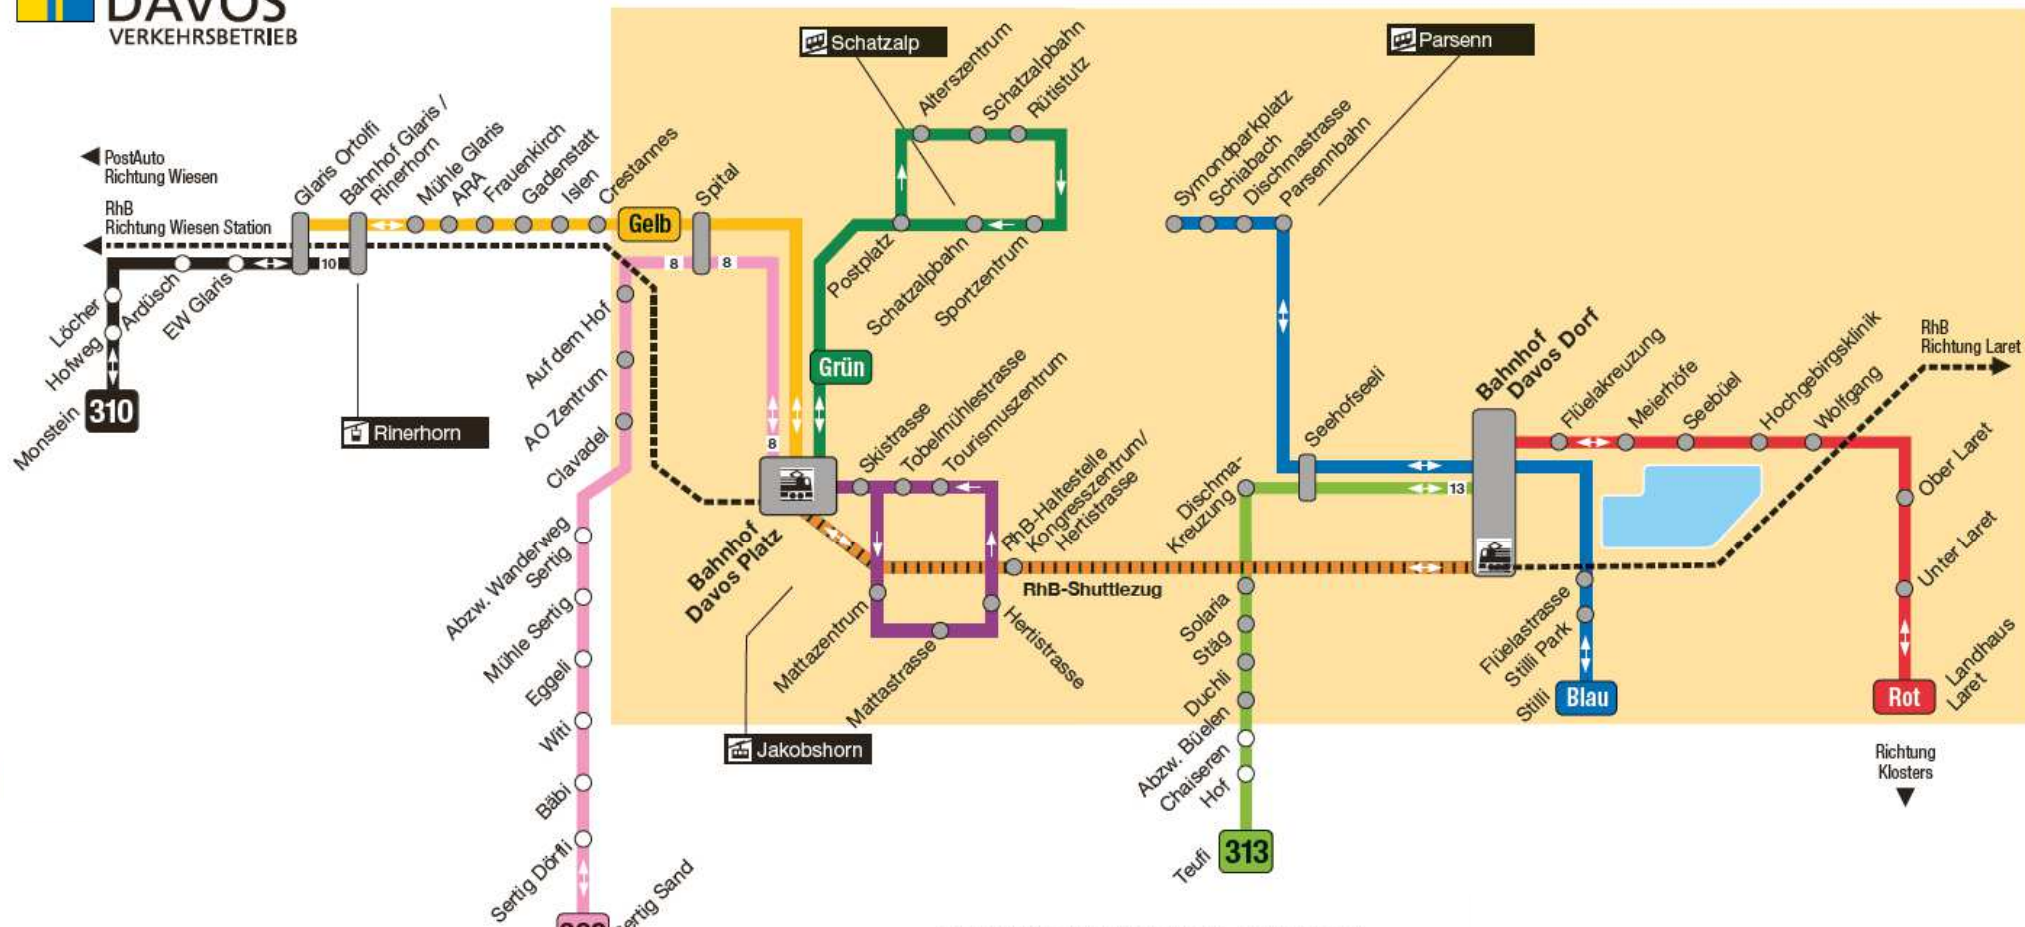 DAVOS
VERKEHRSBETRIEB
Schatzalp
Parsenn
Alterszentrum
Schatzalpbahn
Rütistutz
Symondparkplatz
Schiabach
Dischmastrasse
Parsennbahn
PostAuto
Richtung Wiesen
RhB
Richtung Wiesen Station
Glaris Ortolfi
Bahnhof Glaris /
Rinerhorn
Mühle Glaris
ARA
Frauenkirch
Gadenstatt
Islen
Crestannes
Gelb
Spital
10
8
8
Löcher
Hofweg
Ardüsch
EW Glaris
Monstein
310
Rinerhorn
Auf dem Hof
AO Zentrum
Clavadel
8
Postplatz
Schatzalpbahn
Sportzentrum
Grün
Skistrasse
Tobelmühlestrasse
Tourismuszentrum
RhB-Haltestelle
Kongresszentrum/
Hertistrasse
Dischma-
Kreuzung
Seehofseeli
13
Bahnhof
Davos Dorf
Flüelakreuzung
Meierhöfe
Seebüel
Hochgebirgsklinik
Wolfgang
RhB
Richtung Laret
Ober Laret
Unter Laret
Landhaus
Laret
Rot
Richtung
Klosters
Bahnhof
Davos Platz
RhB-Shuttlezug
Mattazentrum
Mattastrasse
Hertistrasse
Jakobshorn
Abzw. Wanderweg
Sertig
Mühle Sertig
Eggeli
Witi
Bäbi
Sertig Dörfli
Sertig Sand
Solaria
Stäg
Duchli
Abzw. Büelen
Chaiseren
Hof
Teufi
313
Flüelastrasse
Stilli Park
Stilli
Blau